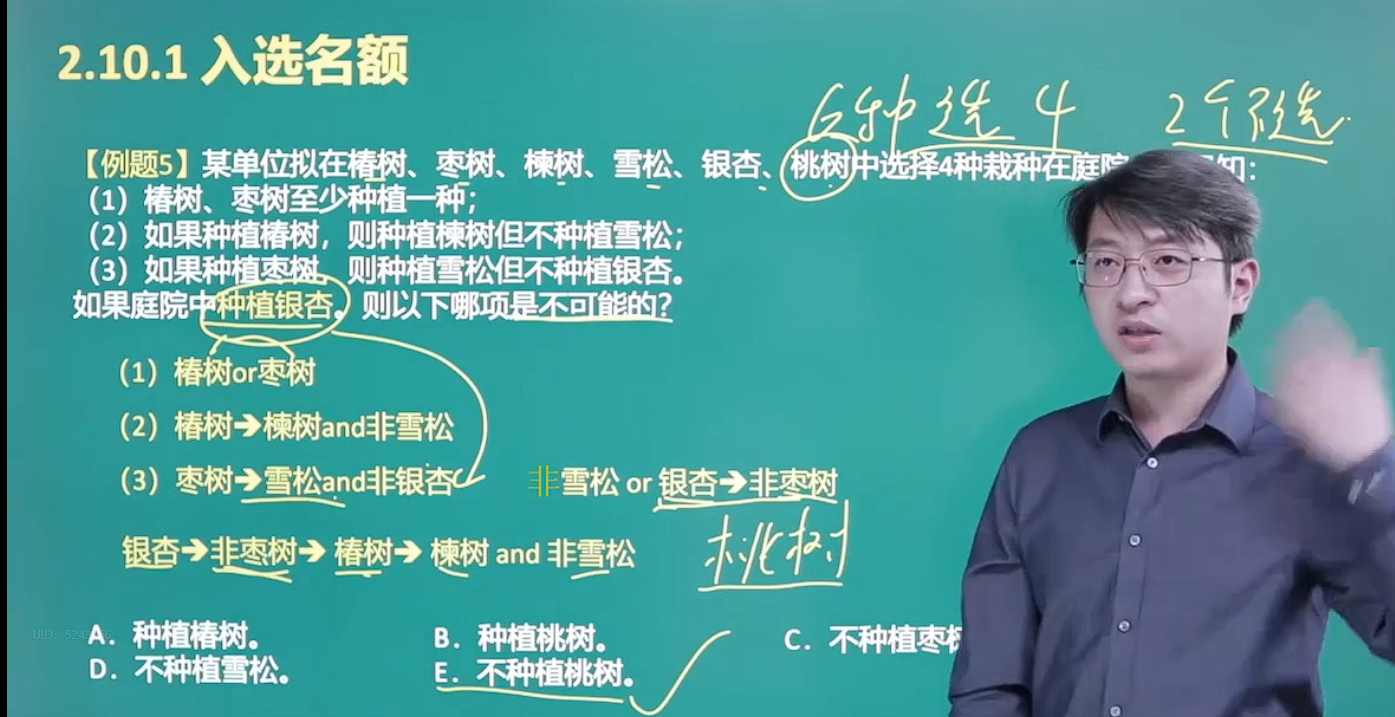 2.10.1 入选名额
6种选4 2个不选.
【例题5】某单位拟在椿树、枣树、楝树、雪松、银杏、桃树中选择4种栽种在庭院 知：
（1）椿树、枣树至少种植一种；
（2）如果种植椿树，则种植楝树但不种植雪松；
（3）如果种植枣树，则种植雪松但不种植银杏。
如果庭院中种植银杏。则以下哪项是不可能的？
（1）椿树or枣树
（2）椿树➔楝树and非雪松
（3）枣树➔雪松and非银杏 非雪松 or 银杏➔非枣树
银杏➔非枣树➔ 椿树➔ 楝树 and 非雪松 桃树
A．种植椿树。 B．种植桃树。 C．不种植枣树
D．不种植雪松。 E．不种植桃树。